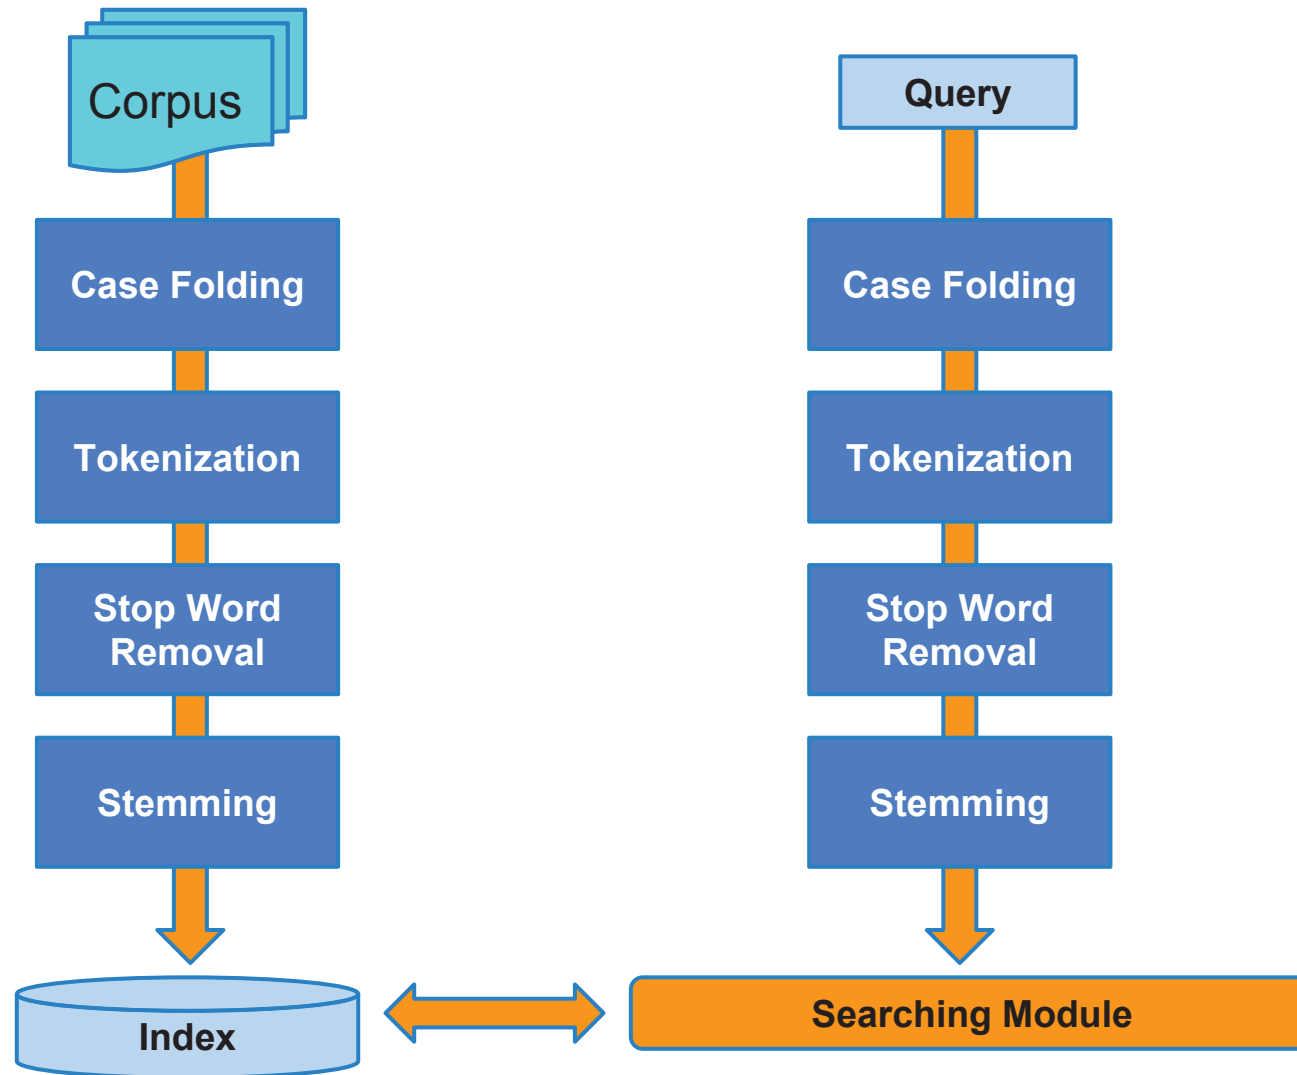 Corpus
Case Folding
Tokenization
Stop Word
Removal
Stemming
Index
Query
Case Folding
Tokenization
Stop Word
Removal
Stemming
Searching Module